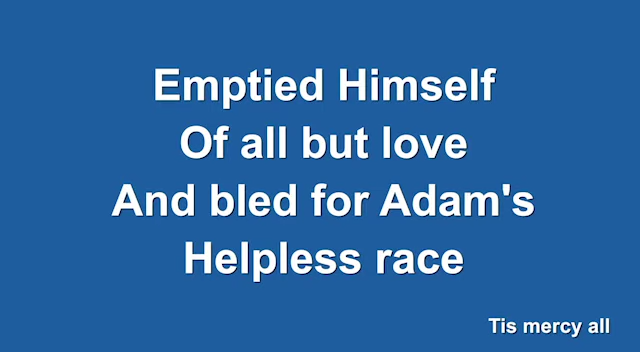 Emptied Himself
Of all but love
And bled for Adam's
Helpless race
Tis mercy all